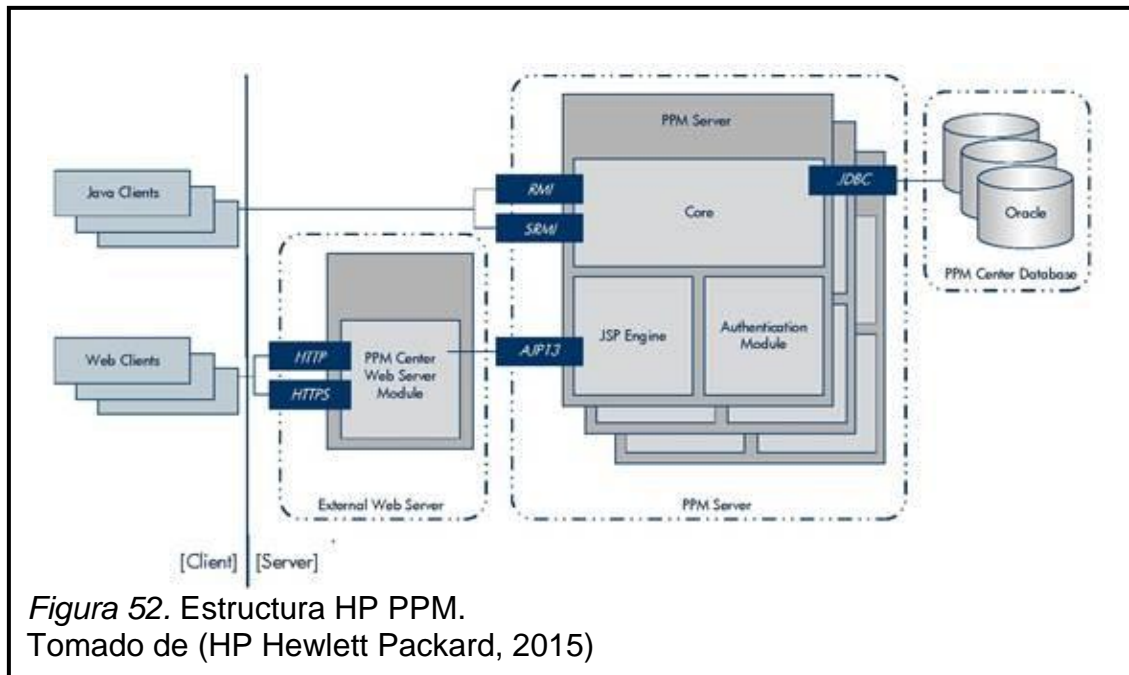 PPM Server
Java Clients
RMI
JDBC
Core
SRMI
Oracle
PPM Center Database
Web Clients
HTTP
HTTPS
PPM Center
Web Server
Module
AJP13
JSP Engine
Authentication
Module
External Web Server
PPM Server
[Client]
[Server]
Figura 52. Estructura HP PPM.
Tomado de (HP Hewlett Packard, 2015)